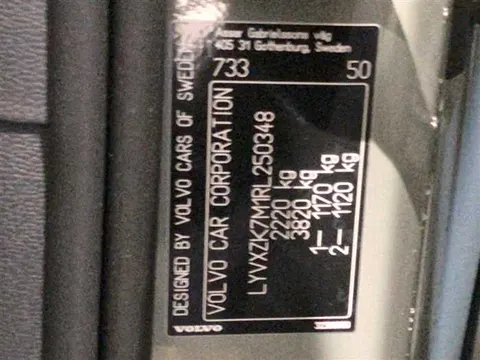 DESIGNED BY VOLVO CARS OF SWEDEN
Assar Gabrielssons väg
405 31 Gothenburg, Sweden
VOLVO CAR CORPORATION
LYVXZK7M1RL250348
2220 kg
3820 kg
1– 1170 kg
2– 1120 kg
733 50
VOLVO